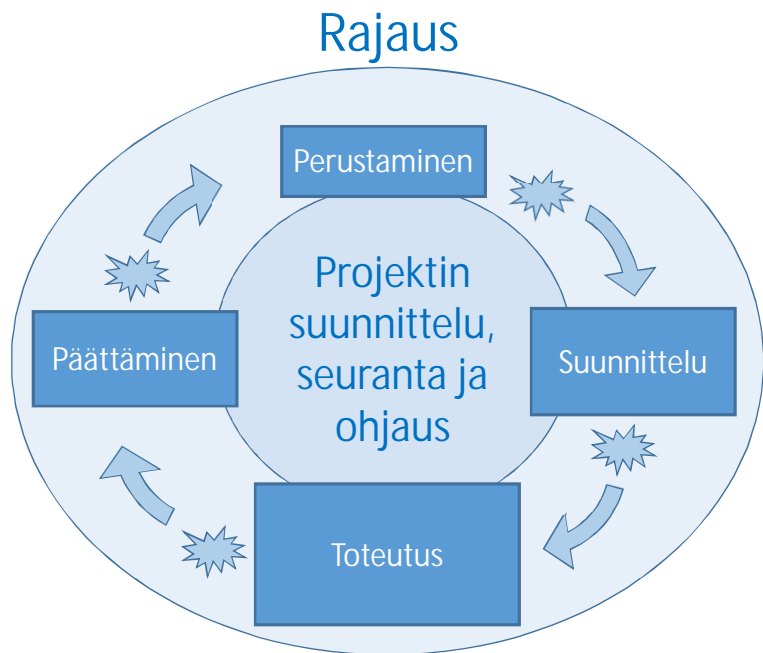 Rajaus
Perustaminen
Projektin
suunnittelu,
seuranta ja
ohjaus
Päättäminen
Suunnittelu
Toteutus